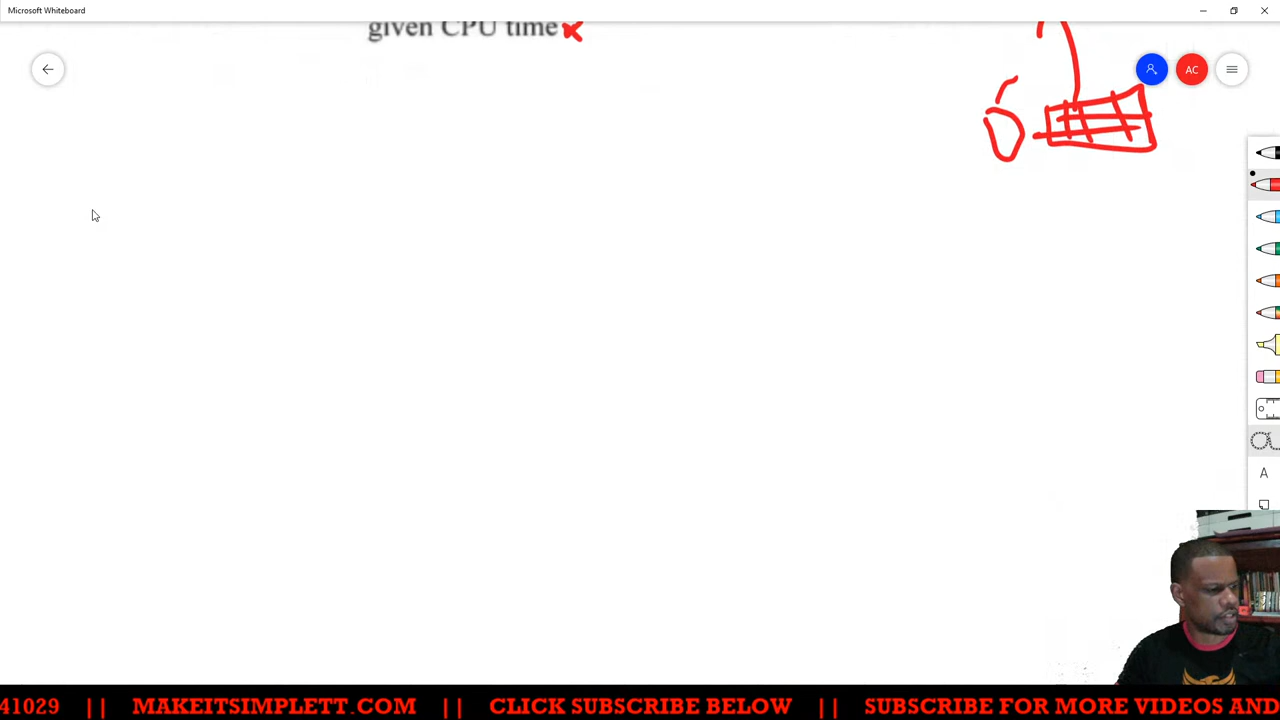 Microsoft Whiteboard
given CPU time x
AC
A
41029 || MAKEITSIMPLETT.COM || CLICK SUBSCRIBE BELOW || SUBSCRIBE FOR MORE VIDEOS AND